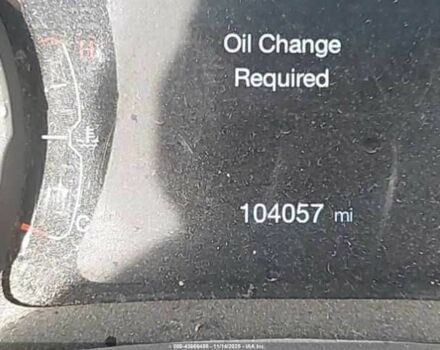 H
Oil Change
Required
104057 mi
C